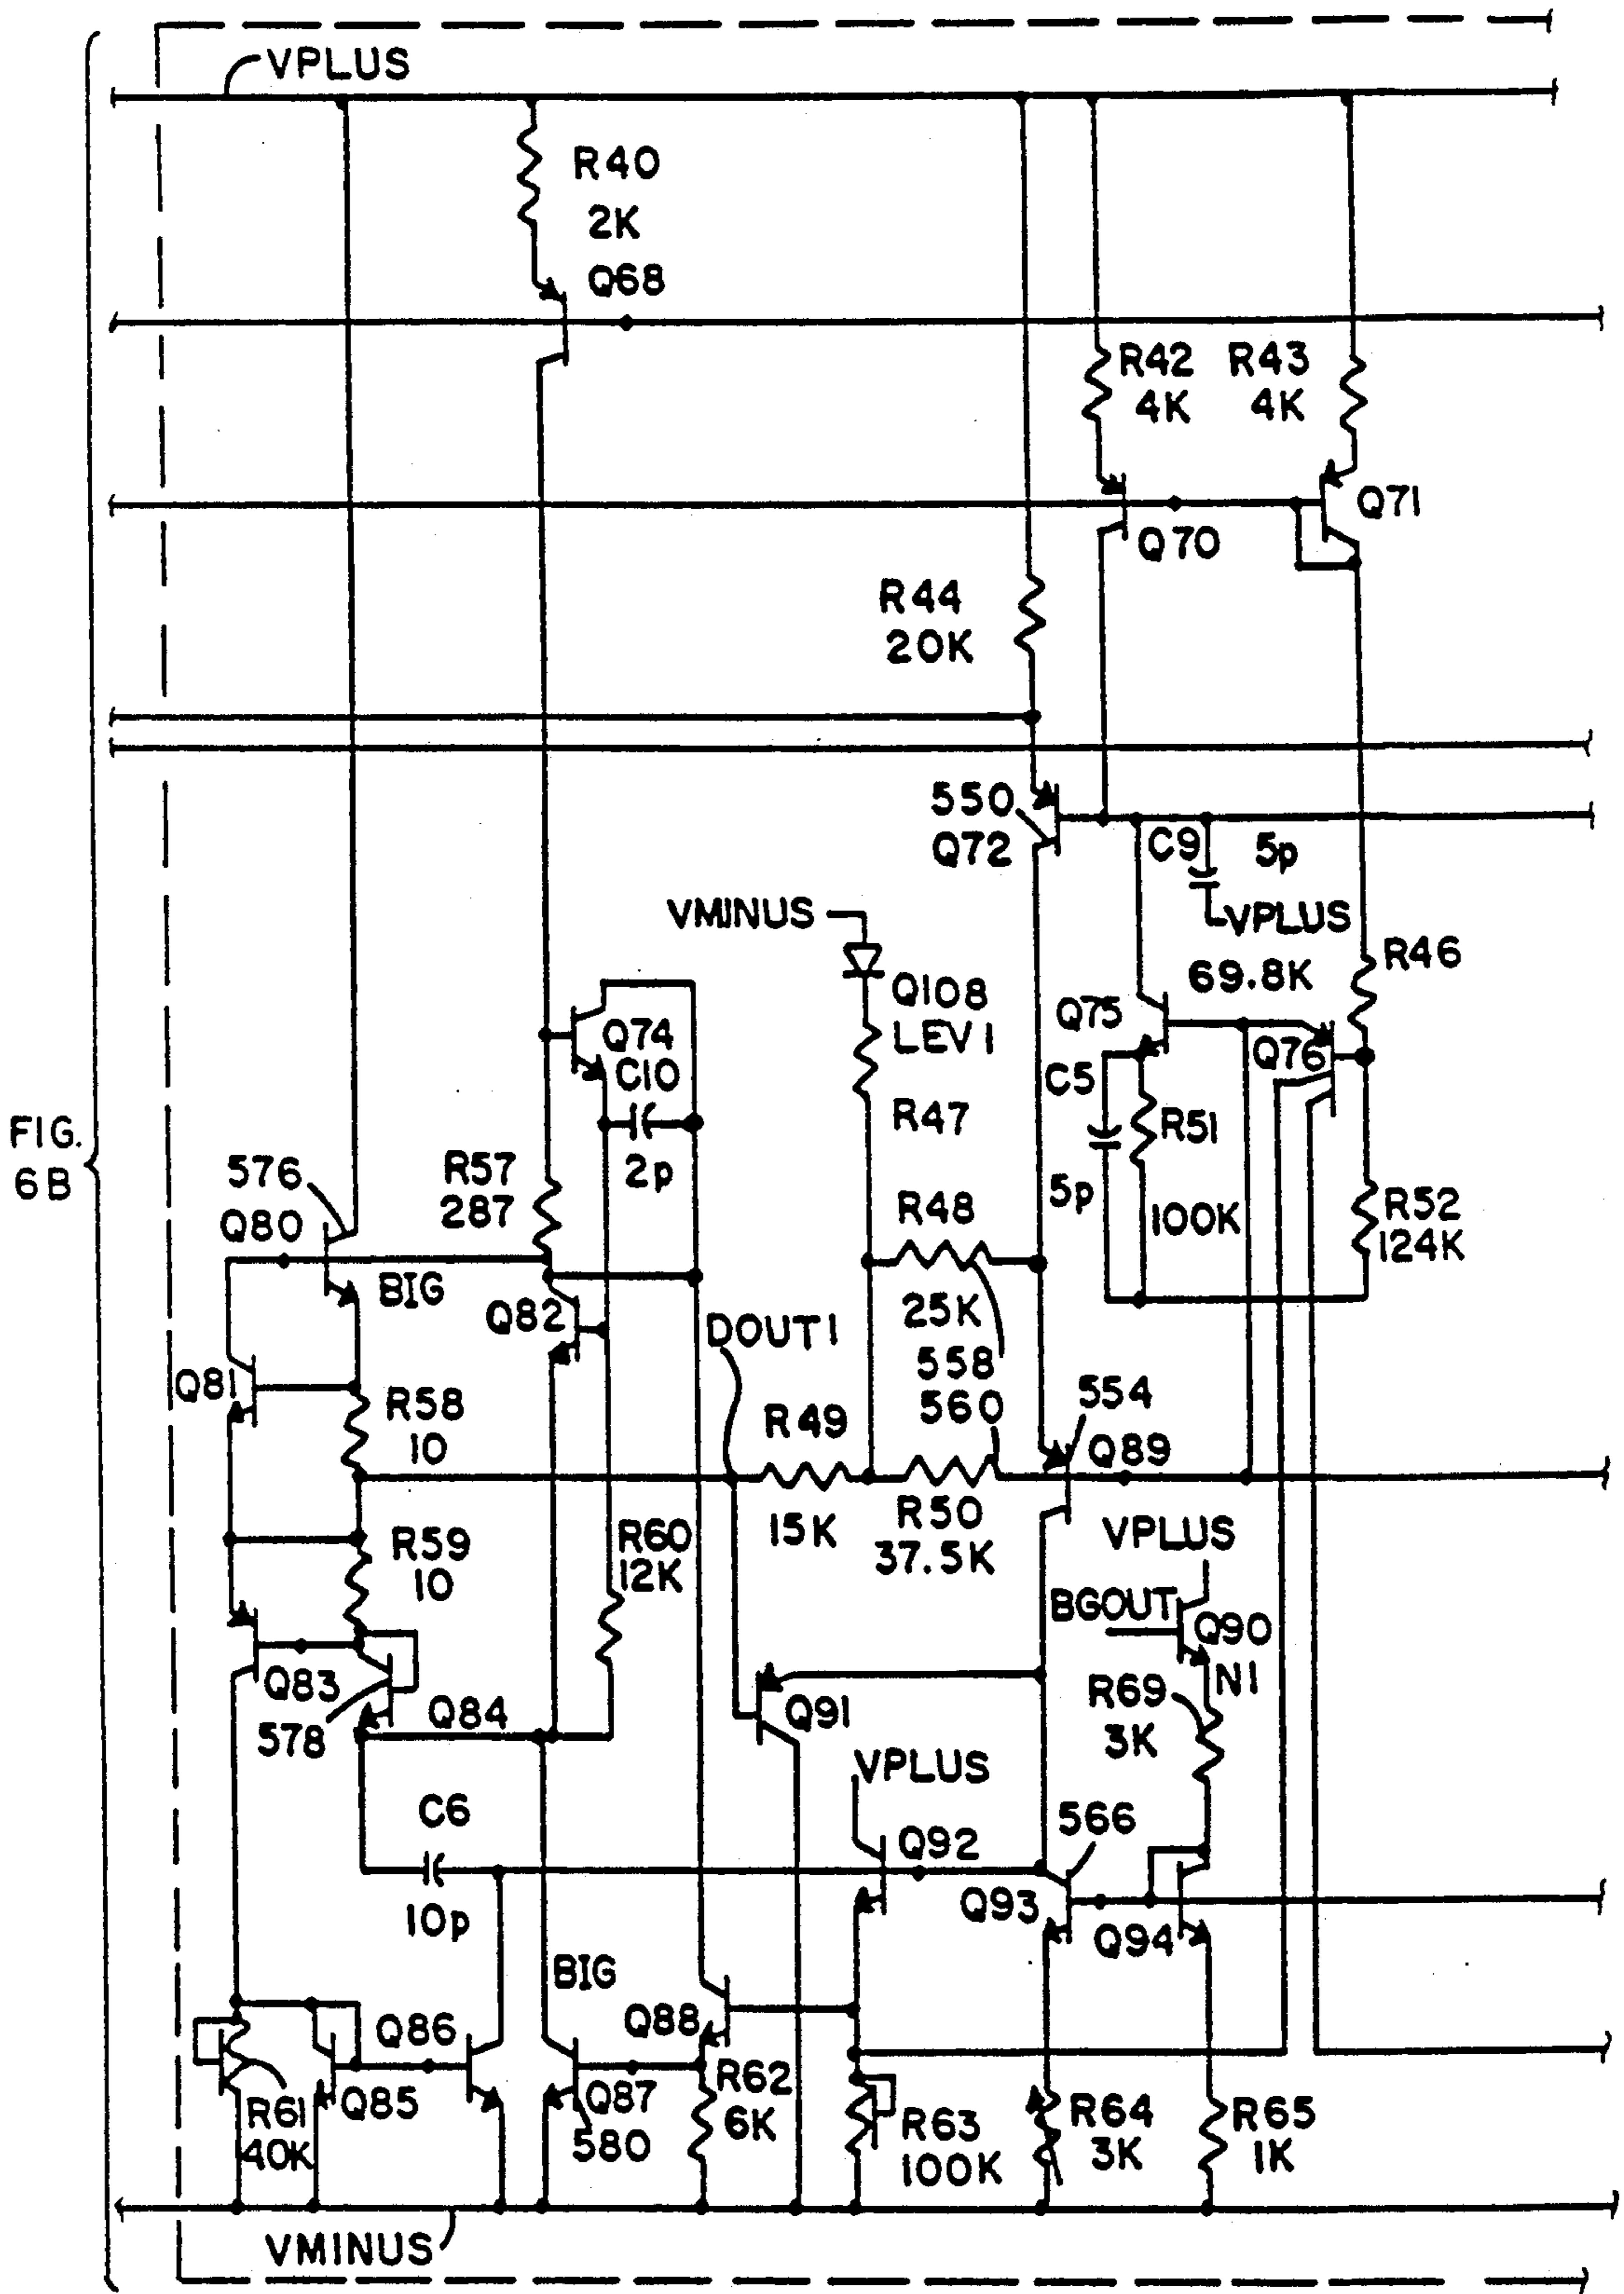 VPLUS
R40
2K
Q68
R42
4K
R43
4K
Q71
Q70
R44
20K
550
Q72
C9
5p
VPLUS
VMINUS
R46
69.8K
Q108
LEV1
Q75
Q76
Q74
C10
C5
R47
R51
2p
5p
100K
FIG.
6B
576
Q80
R57
287
R48
R52
124K
BIG
25K
Q82
DOUT1
558
560
554
Q81
R58
10
R49
Q89
15K
R50
37.5K
VPLUS
R59
10
R60
12K
BGOUT
Q90
N1
Q83
578
Q84
Q91
R69
3K
VPLUS
C6
10p
Q92
566
Q93
Q94
BIG
Q86
Q88
R61
40K
Q85
Q87
580
R62
6K
R63
100K
R64
3K
R65
1K
VMINUS